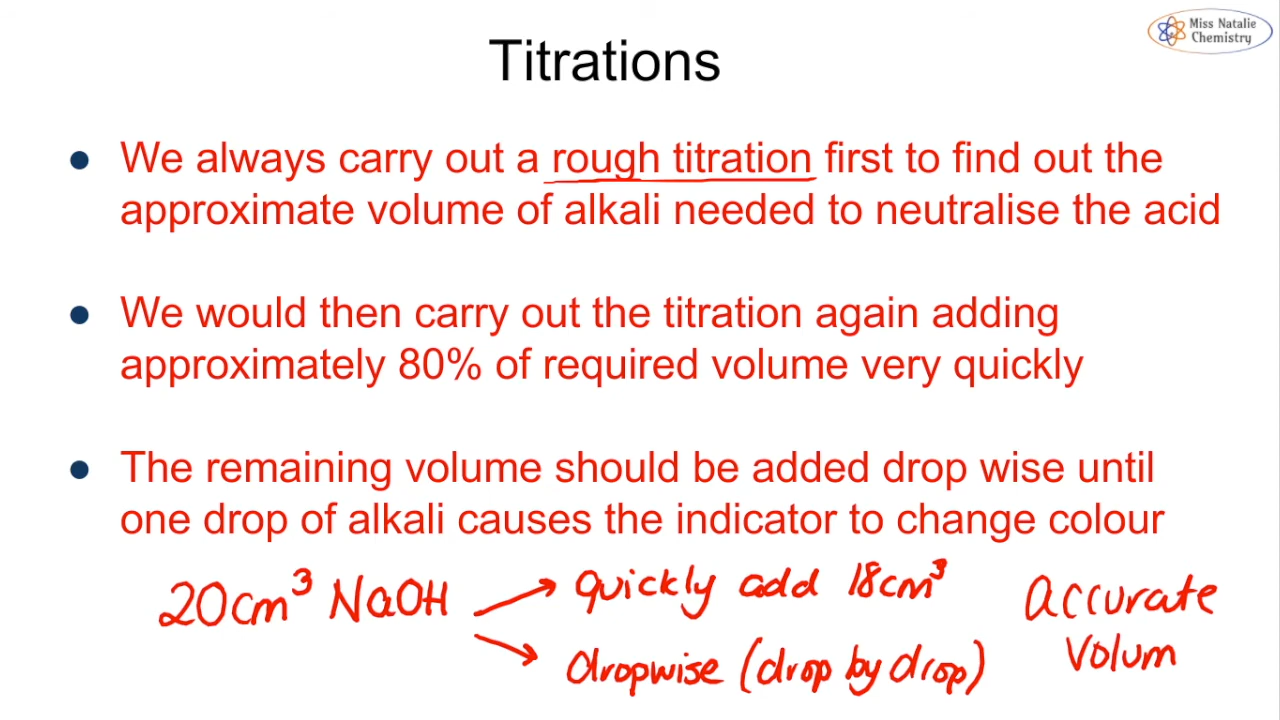 Miss Natalie
Chemistry
Titrations
● We always carry out a rough titration first to find out the
approximate volume of alkali needed to neutralise the acid
● We would then carry out the titration again adding
approximately 80% of required volume very quickly
● The remaining volume should be added drop wise until
one drop of alkali causes the indicator to change colour
20cm³ NaOH
quickly add 18cm³
dropwise (drop by drop)
Accurate
Volum